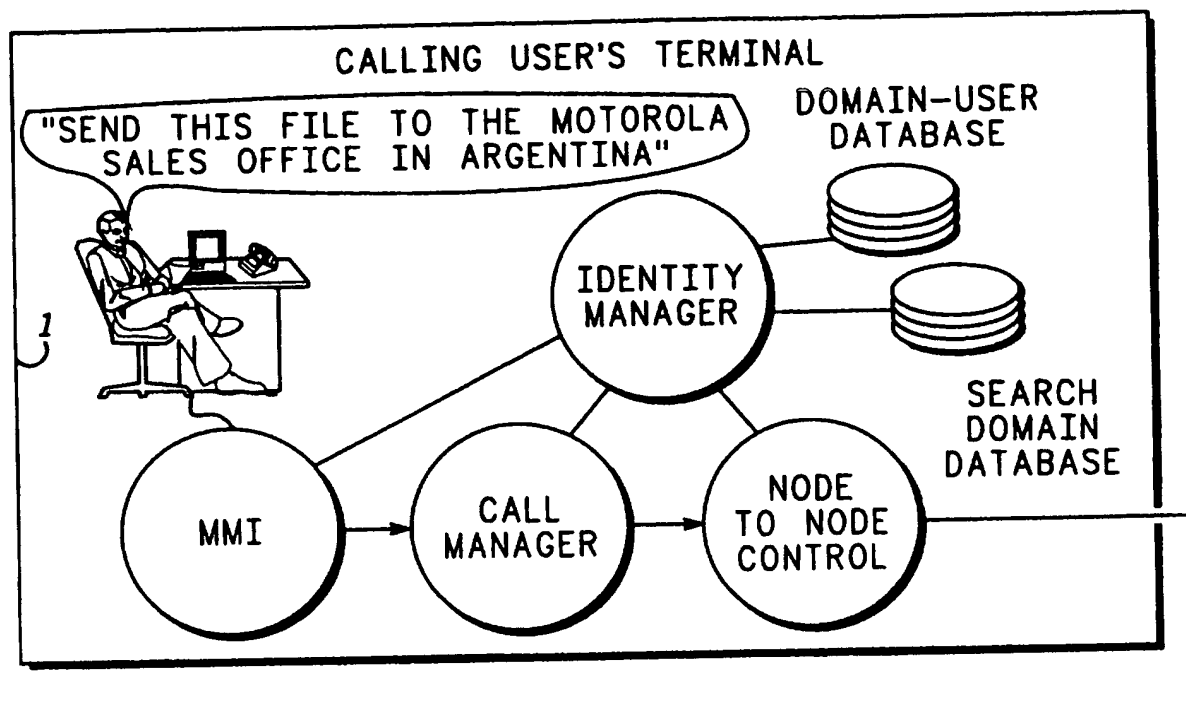 CALLING USER'S TERMINAL
"SEND THIS FILE TO THE MOTOROLA
SALES OFFICE IN ARGENTINA"
DOMAIN-USER
DATABASE
IDENTITY
MANAGER
1
SEARCH
DOMAIN
DATABASE
MMI
CALL
MANAGER
NODE
TO NODE
CONTROL